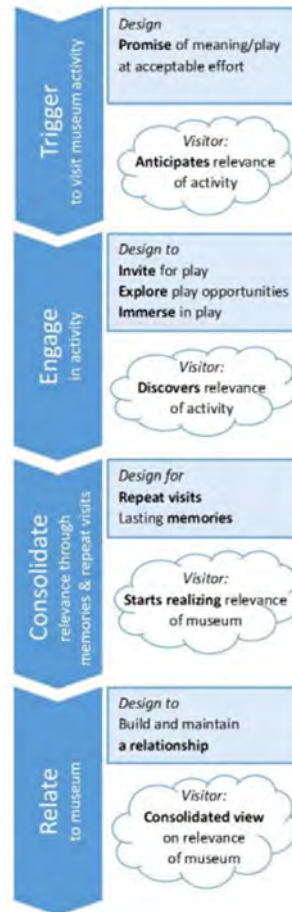 Trigger
to visit museum activity
Design
Promise of meaning/play
at acceptable effort
Visitor:
Anticipates relevance
of activity
Engage
in activity
Design to
Invite for play
Explore play opportunities
Immerse in play
Visitor:
Discovers relevance
of activity
Consolidate
relevance through
memories & repeat visits
Design for
Repeat visits
Lasting memories
Visitor:
Starts realizing relevance
of museum
Relate
to museum
Design to
Build and maintain
a relationship
Visitor:
Consolidated view
on relevance
of museum